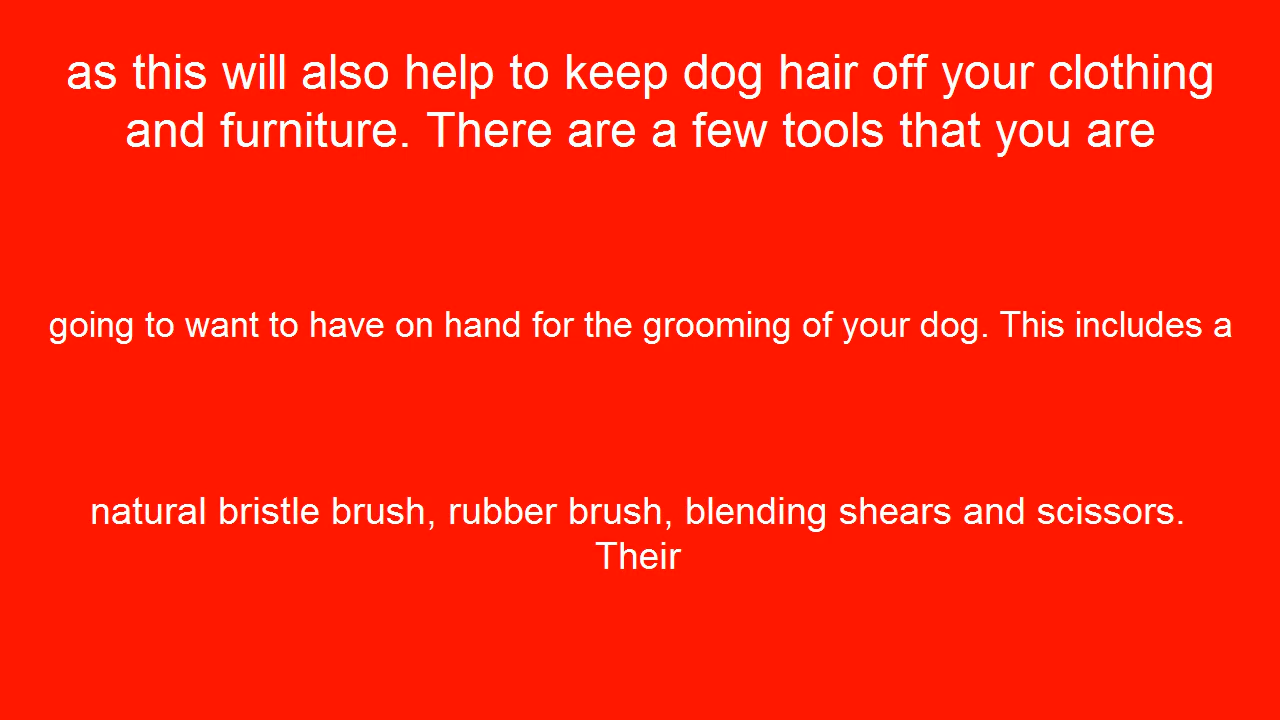 as this will also help to keep dog hair off your clothing
and furniture. There are a few tools that you are
going to want to have on hand for the grooming of your dog. This includes a
natural bristle brush, rubber brush, blending shears and scissors.
Their